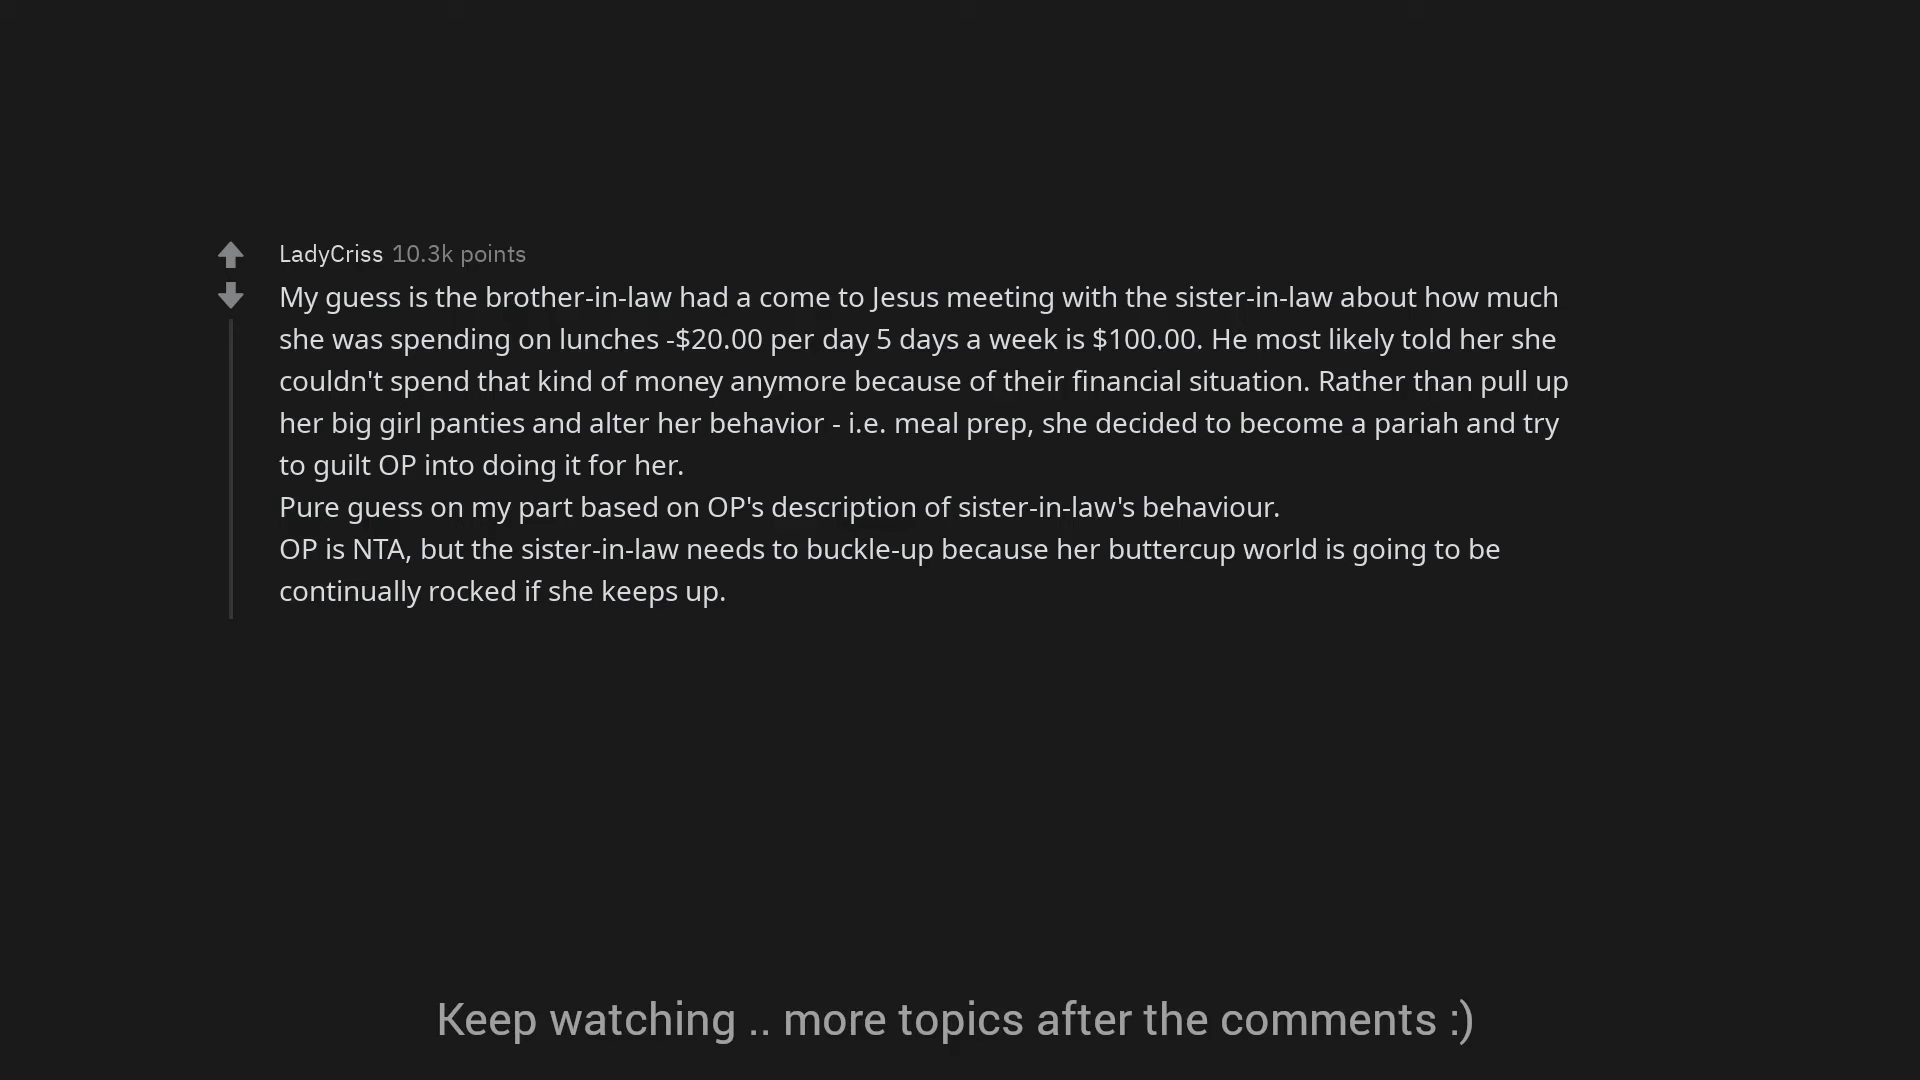 LadyCriss 10.3k points
My guess is the brother-in-law had a come to Jesus meeting with the sister-in-law about how much
she was spending on lunches -$20.00 per day 5 days a week is $100.00. He most likely told her she
couldn't spend that kind of money anymore because of their financial situation. Rather than pull up
her big girl panties and alter her behavior - i.e. meal prep, she decided to become a pariah and try
to guilt OP into doing it for her.
Pure guess on my part based on OP's description of sister-in-law's behaviour.
OP is NTA, but the sister-in-law needs to buckle-up because her buttercup world is going to be
continually rocked if she keeps up.
Keep watching .. more topics after the comments :)